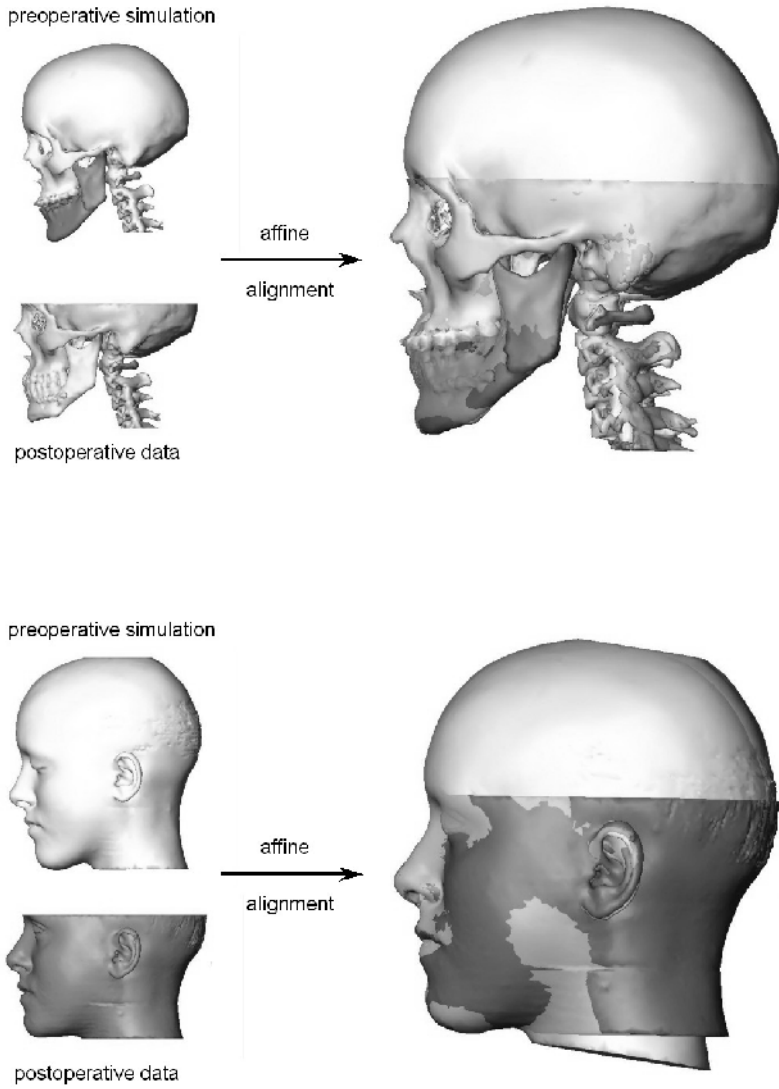 preoperative simulation
affine
alignment
postoperative data
preoperative simulation
affine
alignment
postoperative data